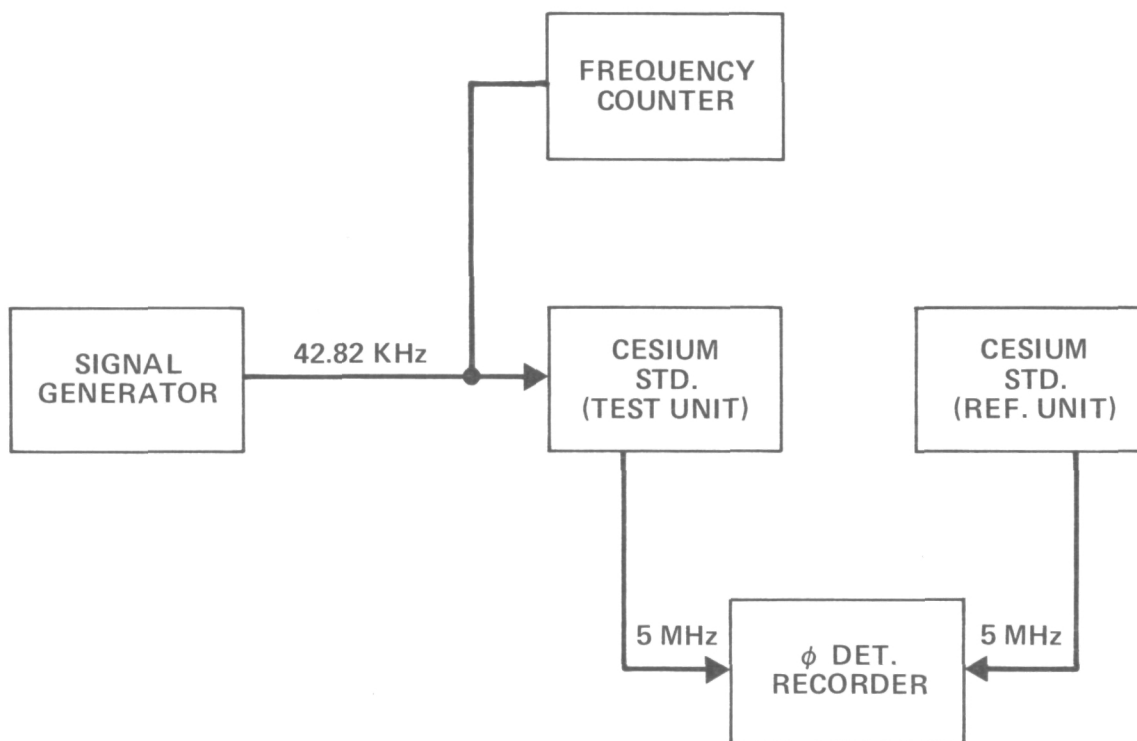 FREQUENCY
COUNTER
SIGNAL
GENERATOR
42.82 KHz
CESIUM
STD.
(TEST UNIT)
CESIUM
STD.
(REF. UNIT)
5 MHz
5 MHz
ϕ DET.
RECORDER